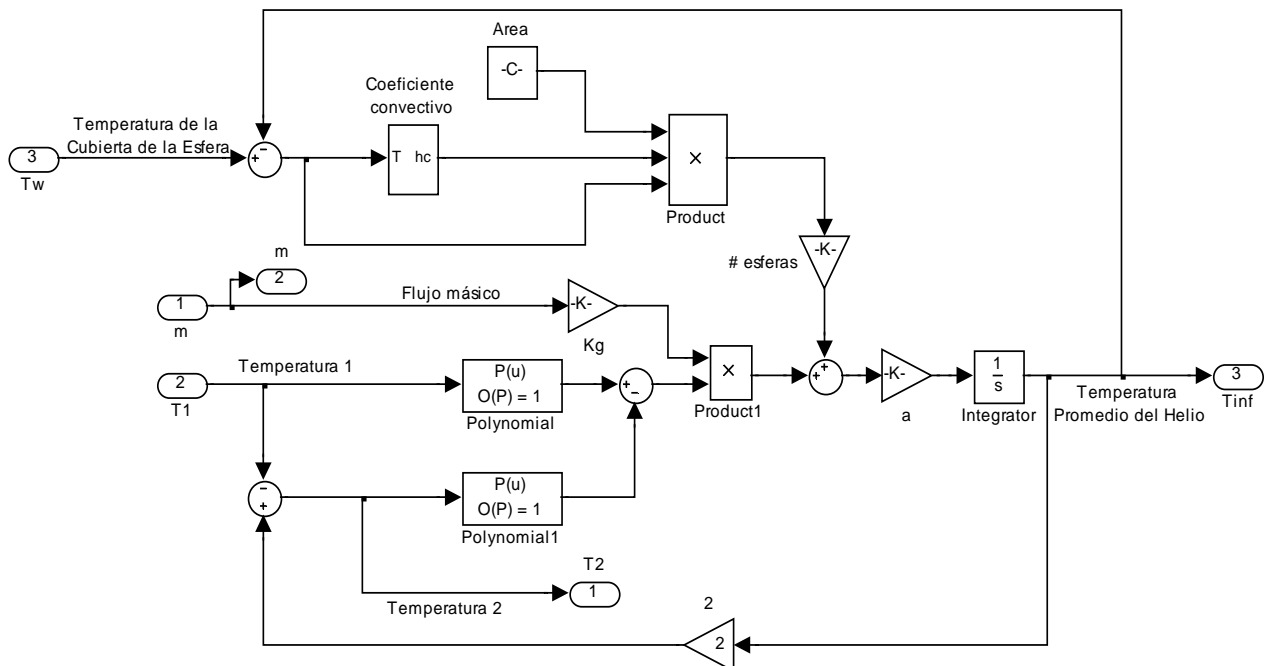 Area
-C-
Coeficiente
convectivo
Temperatura de la
Cubierta de la Esfera
3
Tw
+
−
T hc
×
Product
-K-
# esferas
m
2
1
m
Flujo másico
-K-
Kg
2
T1
Temperatura 1
P(u)
O(P) = 1
Polynomial
+
−
×
Product1
+
+
-K-
a
1
s
Integrator
Temperatura
Promedio del Helio
3
Tinf
−
+
P(u)
O(P) = 1
Polynomial1
T2
1
Temperatura 2
2
2